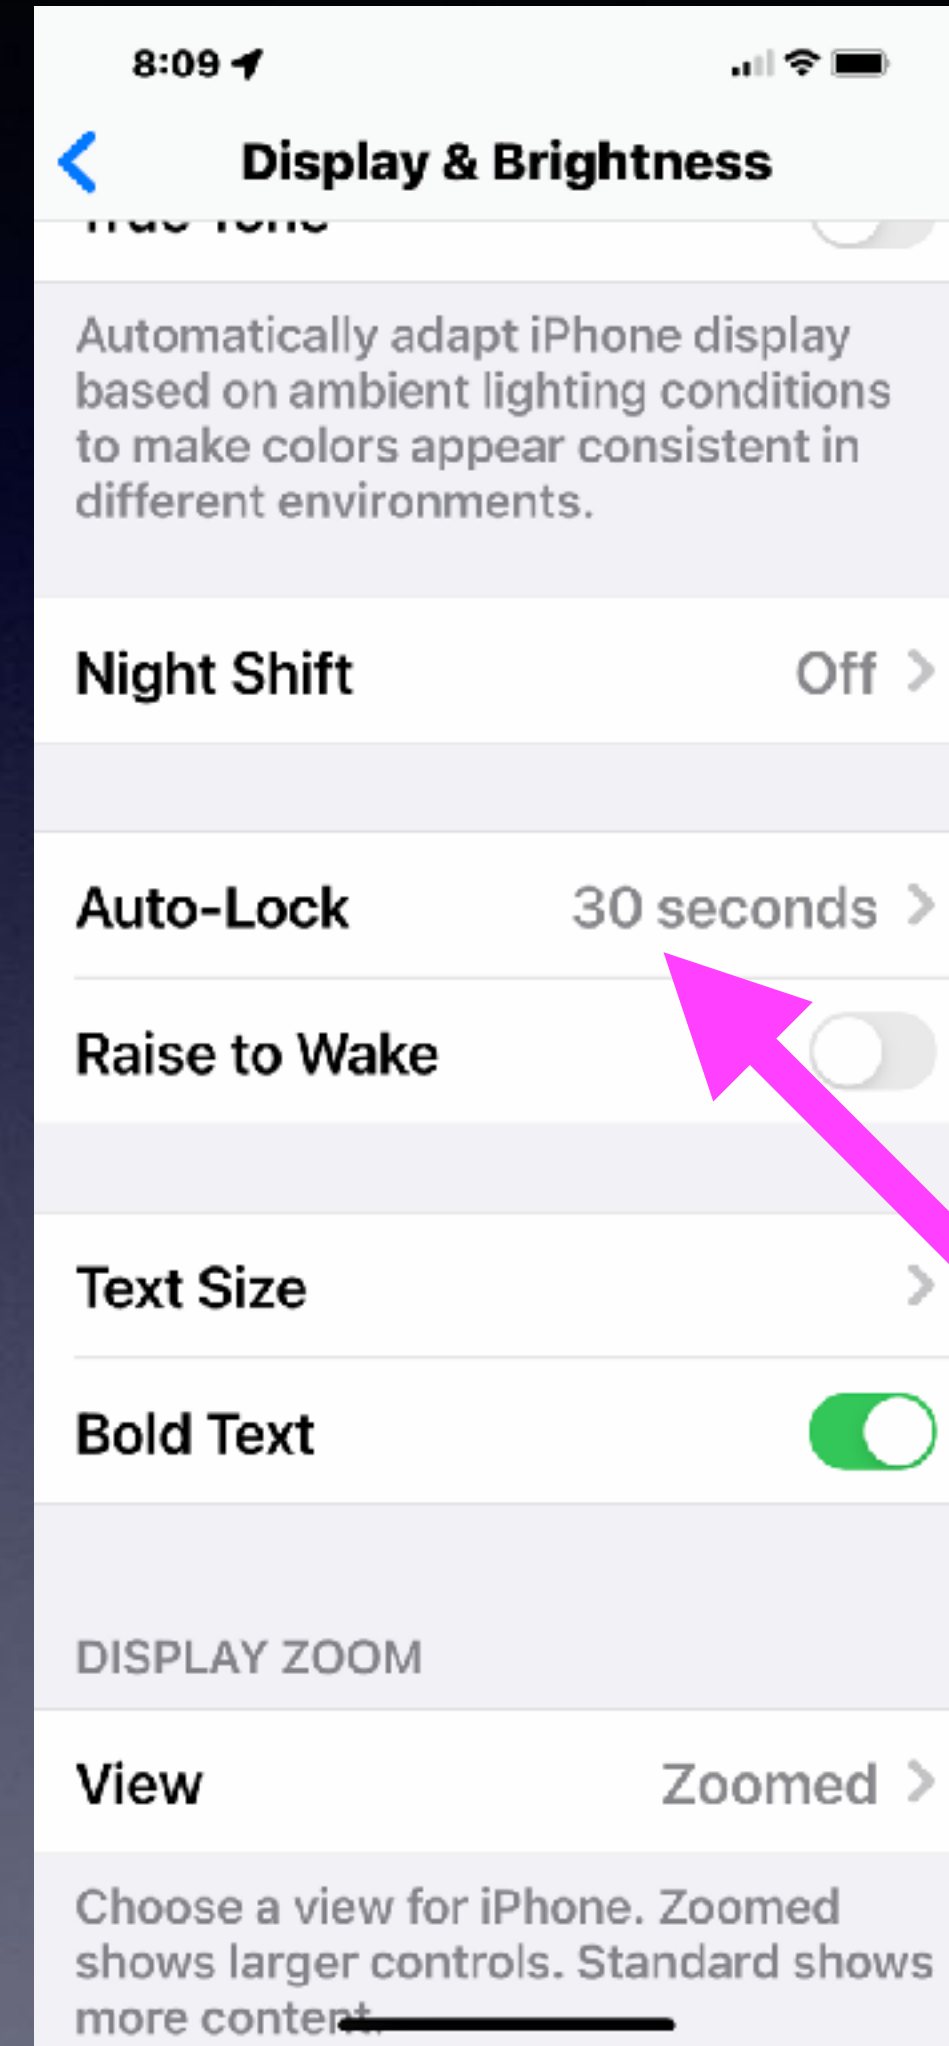 8:09
Display & Brightness
True Tone
Automatically adapt iPhone display
based on ambient lighting conditions
to make colors appear consistent in
different environments.
Night Shift Off
Auto-Lock 30 seconds
Raise to Wake
Text Size
Bold Text
DISPLAY ZOOM
View Zoomed
Choose a view for iPhone. Zoomed
shows larger controls. Standard shows
more content.